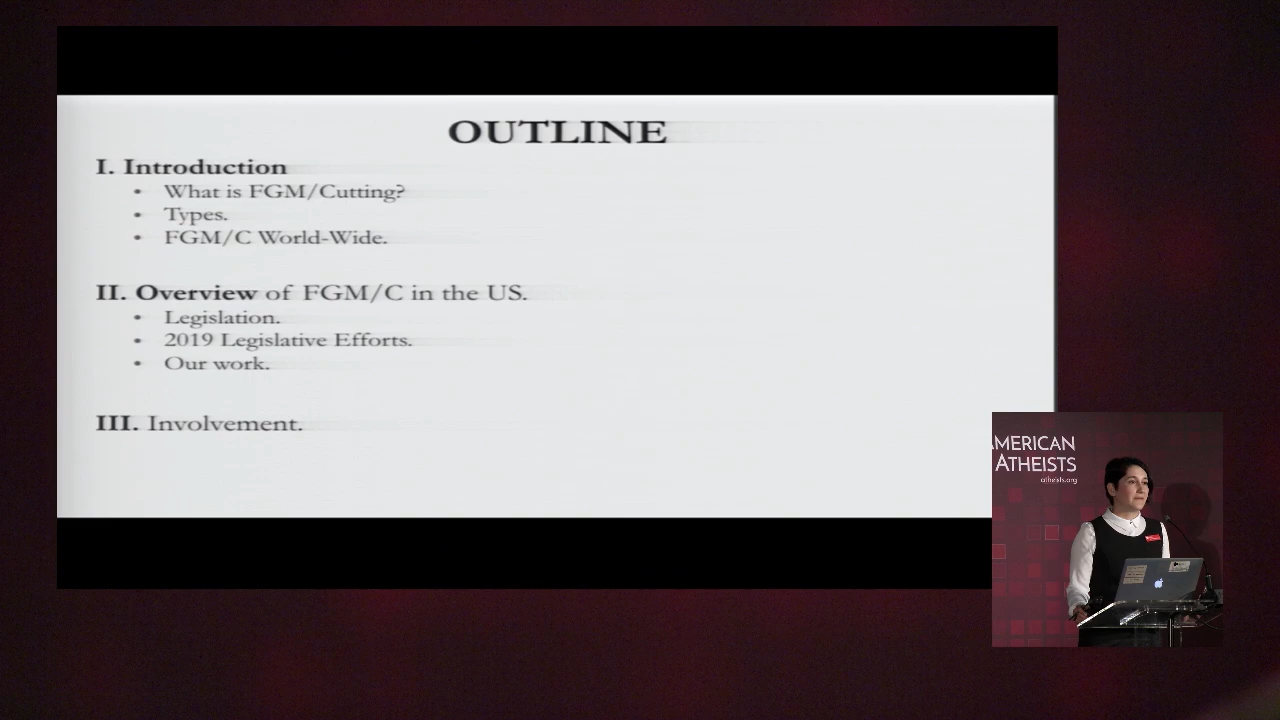 OUTLINE
I. Introduction
• What is FGM/Cutting?
• Types.
• FGM/C World-Wide.
II. Overview of FGM/C in the US.
• Legislation.
• 2019 Legislative Efforts.
• Our work.
III. Involvement.
AMERICAN
ATHEISTS
atheists.org